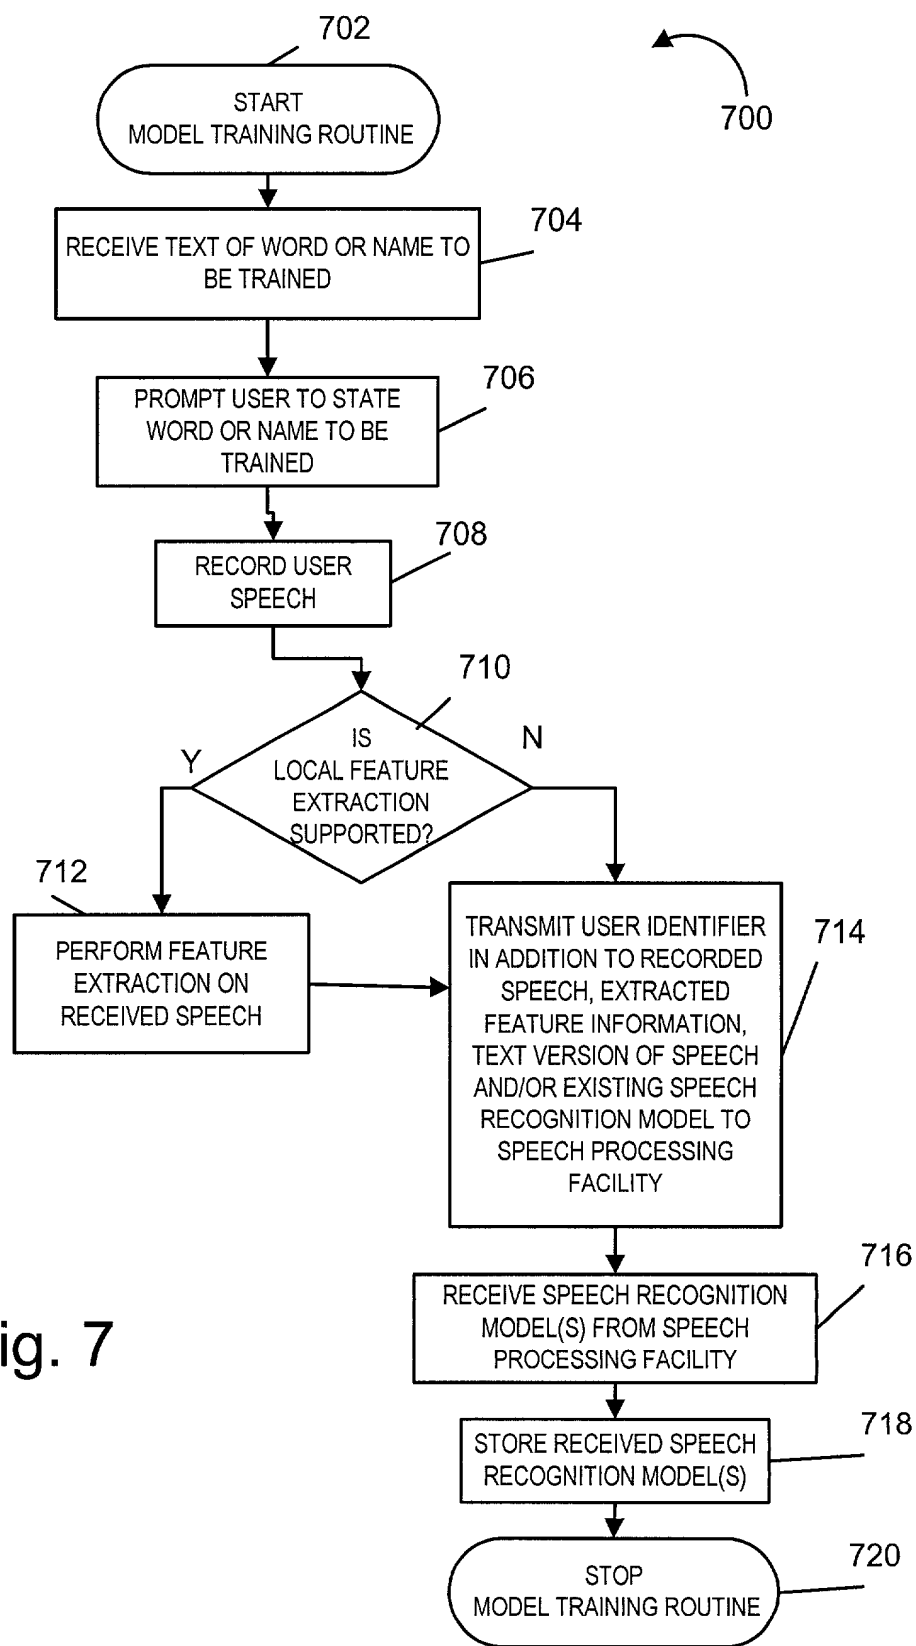 702
START
MODEL TRAINING ROUTINE
700
704
RECEIVE TEXT OF WORD OR NAME TO
BE TRAINED
706
PROMPT USER TO STATE
WORD OR NAME TO BE
TRAINED
708
RECORD USER
SPEECH
710
IS
LOCAL FEATURE
EXTRACTION
SUPPORTED?
Y
N
712
PERFORM FEATURE
EXTRACTION ON
RECEIVED SPEECH
714
TRANSMIT USER IDENTIFIER
IN ADDITION TO RECORDED
SPEECH, EXTRACTED
FEATURE INFORMATION,
TEXT VERSION OF SPEECH
AND/OR EXISTING SPEECH
RECOGNITION MODEL TO
SPEECH PROCESSING
FACILITY
716
RECEIVE SPEECH RECOGNITION
MODEL(S) FROM SPEECH
PROCESSING FACILITY
ig. 7
718
STORE RECEIVED SPEECH
RECOGNITION MODEL(S)
720
STOP
MODEL TRAINING ROUTINE